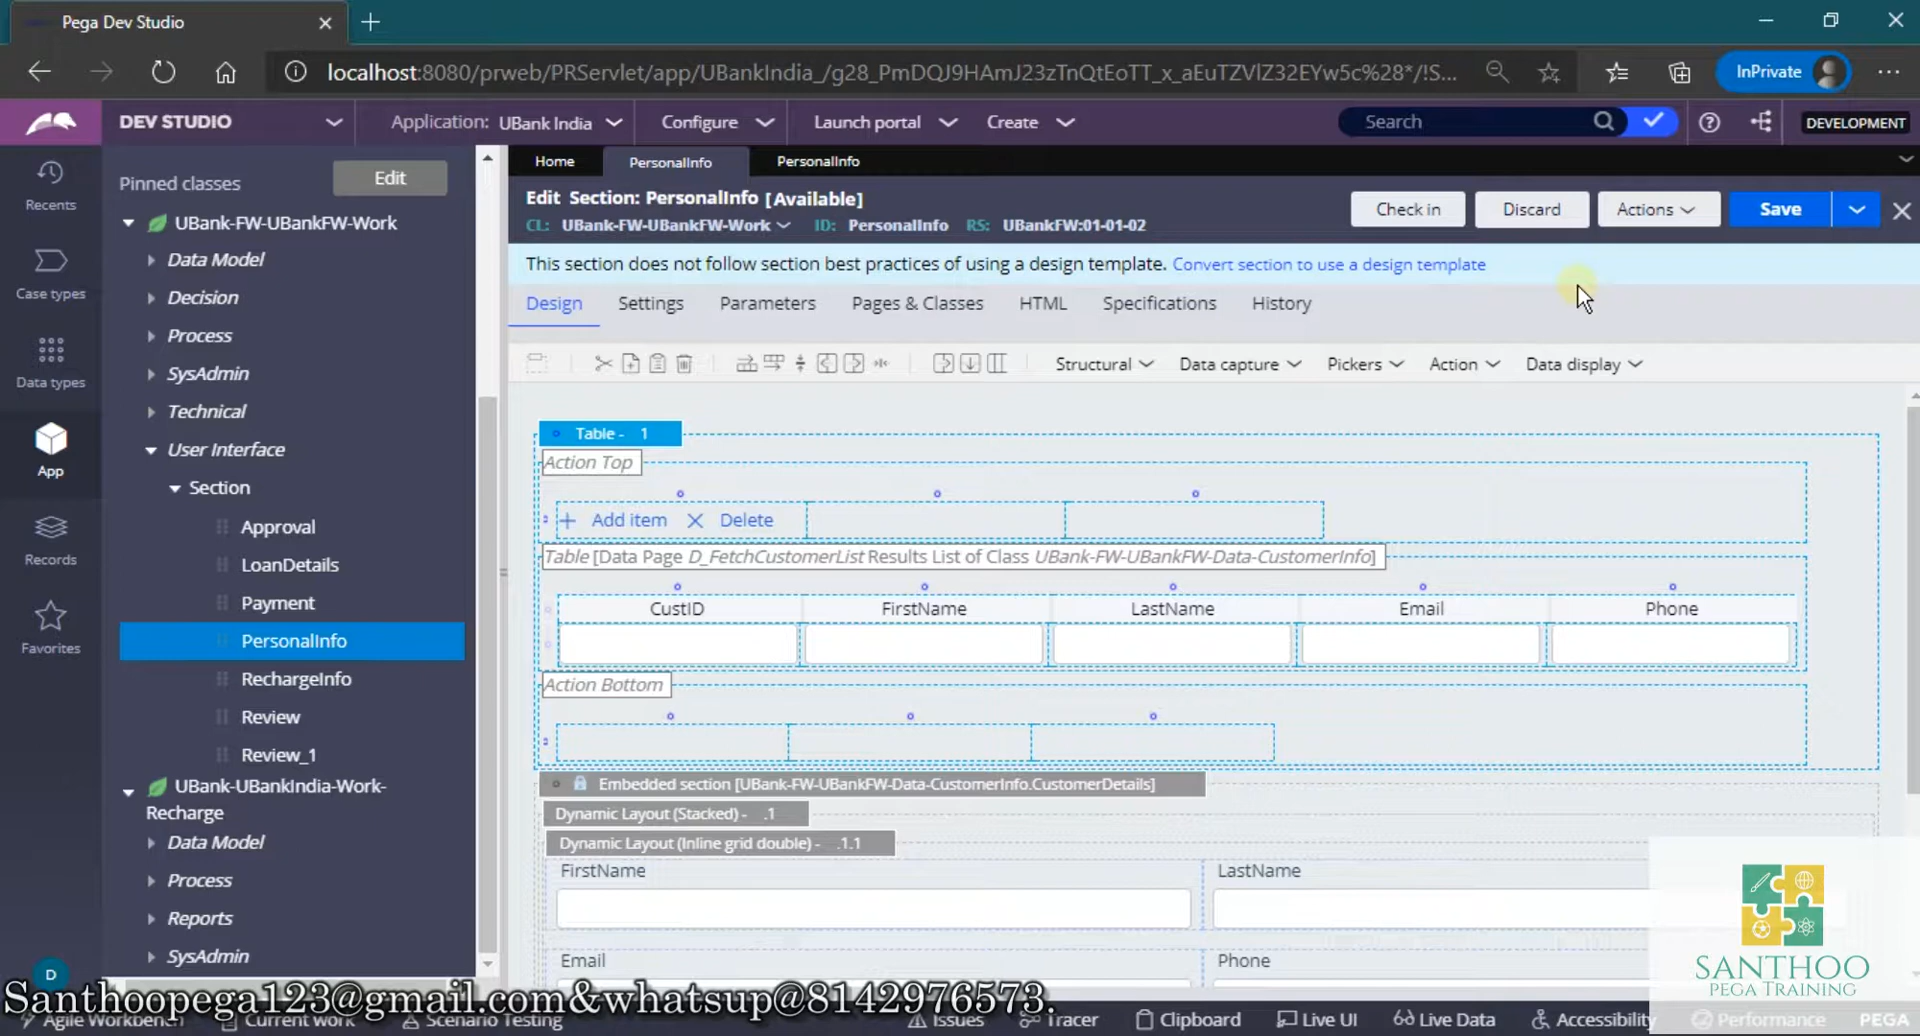 Pega Dev Studio
localhost:8080/prweb/PRServlet/app/UBankIndia_/g28_PmDQJ9HAmJ23zTnQtEoTT_x_aEuTZVlZ32EYw5c%28*/!S...
InPrivate
DEV STUDIO
Application: UBank India
Configure
Launch portal
Create
Search
DEVELOPMENT
Recents
Case types
Data types
App
Records
Favorites
D
Pinned classes
Edit
UBank-FW-UBankFW-Work
Data Model
Decision
Process
SysAdmin
Technical
User Interface
Section
Approval
LoanDetails
Payment
PersonalInfo
RechargeInfo
Review
Review_1
UBank-UBankIndia-Work-
Recharge
Data Model
Process
Reports
SysAdmin
Home
PersonalInfo
PersonalInfo
Edit Section: PersonalInfo [Available]
CL: UBank-FW-UBankFW-Work ID: PersonalInfo RS: UBankFW:01-01-02
Check in
Discard
Actions
Save
This section does not follow section best practices of using a design template. Convert section to use a design template
Design
Settings
Parameters
Pages & Classes
HTML
Specifications
History
Structural
Data capture
Pickers
Action
Data display
Table - 1
Action Top
Add item
Delete
Table [Data Page D_FetchCustomerList Results List of Class UBank-FW-UBankFW-Data-CustomerInfo]
CustID
FirstName
LastName
Email
Phone
Action Bottom
Embedded section [UBank-FW-UBankFW-Data-CustomerInfo.CustomerDetails]
Dynamic Layout (Stacked) - .1
Dynamic Layout (Inline grid double) - .1.1
FirstName
LastName
Email
Phone
SANTHOO
PEGA TRAINING
Santhoopega123@gmail.com&whatsup@8142976573.
Agile Workbench
Current work
Scenario Testing
Issues
Tracer
Clipboard
Live UI
Live Data
Accessibility
Performance
PEGA